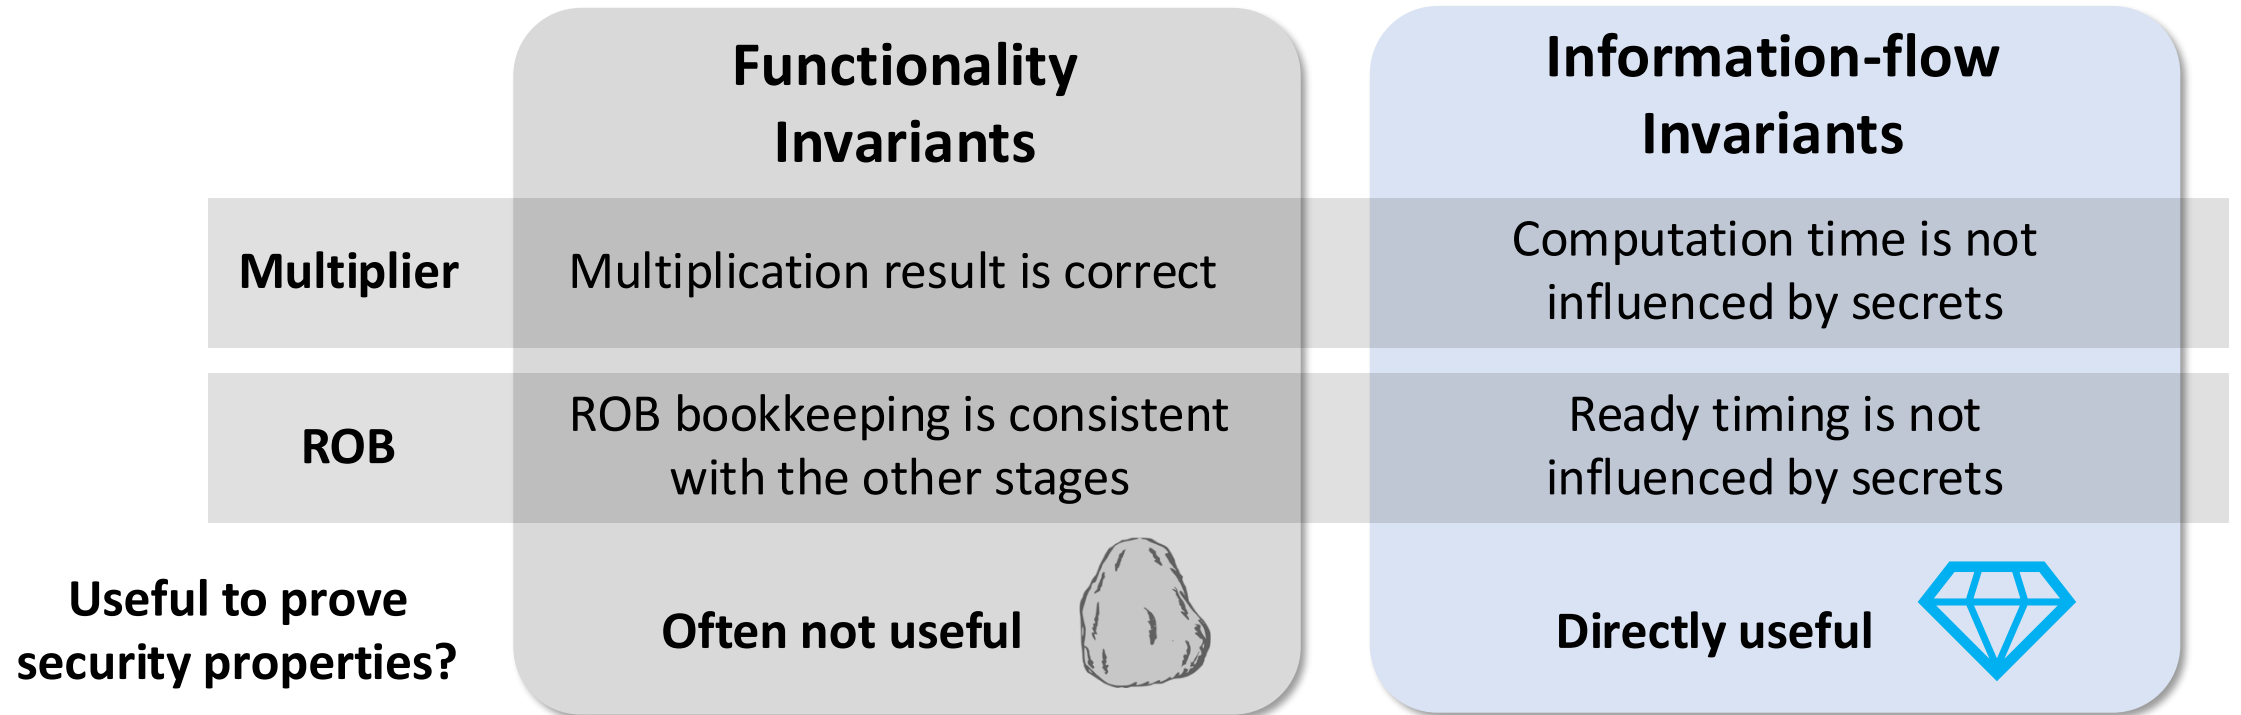 Functionality
Invariants
Information-flow
Invariants
Multiplier
Multiplication result is correct
Computation time is not
influenced by secrets
ROB
ROB bookkeeping is consistent
with the other stages
Ready timing is not
influenced by secrets
Useful to prove
security properties?
Often not useful
Directly useful